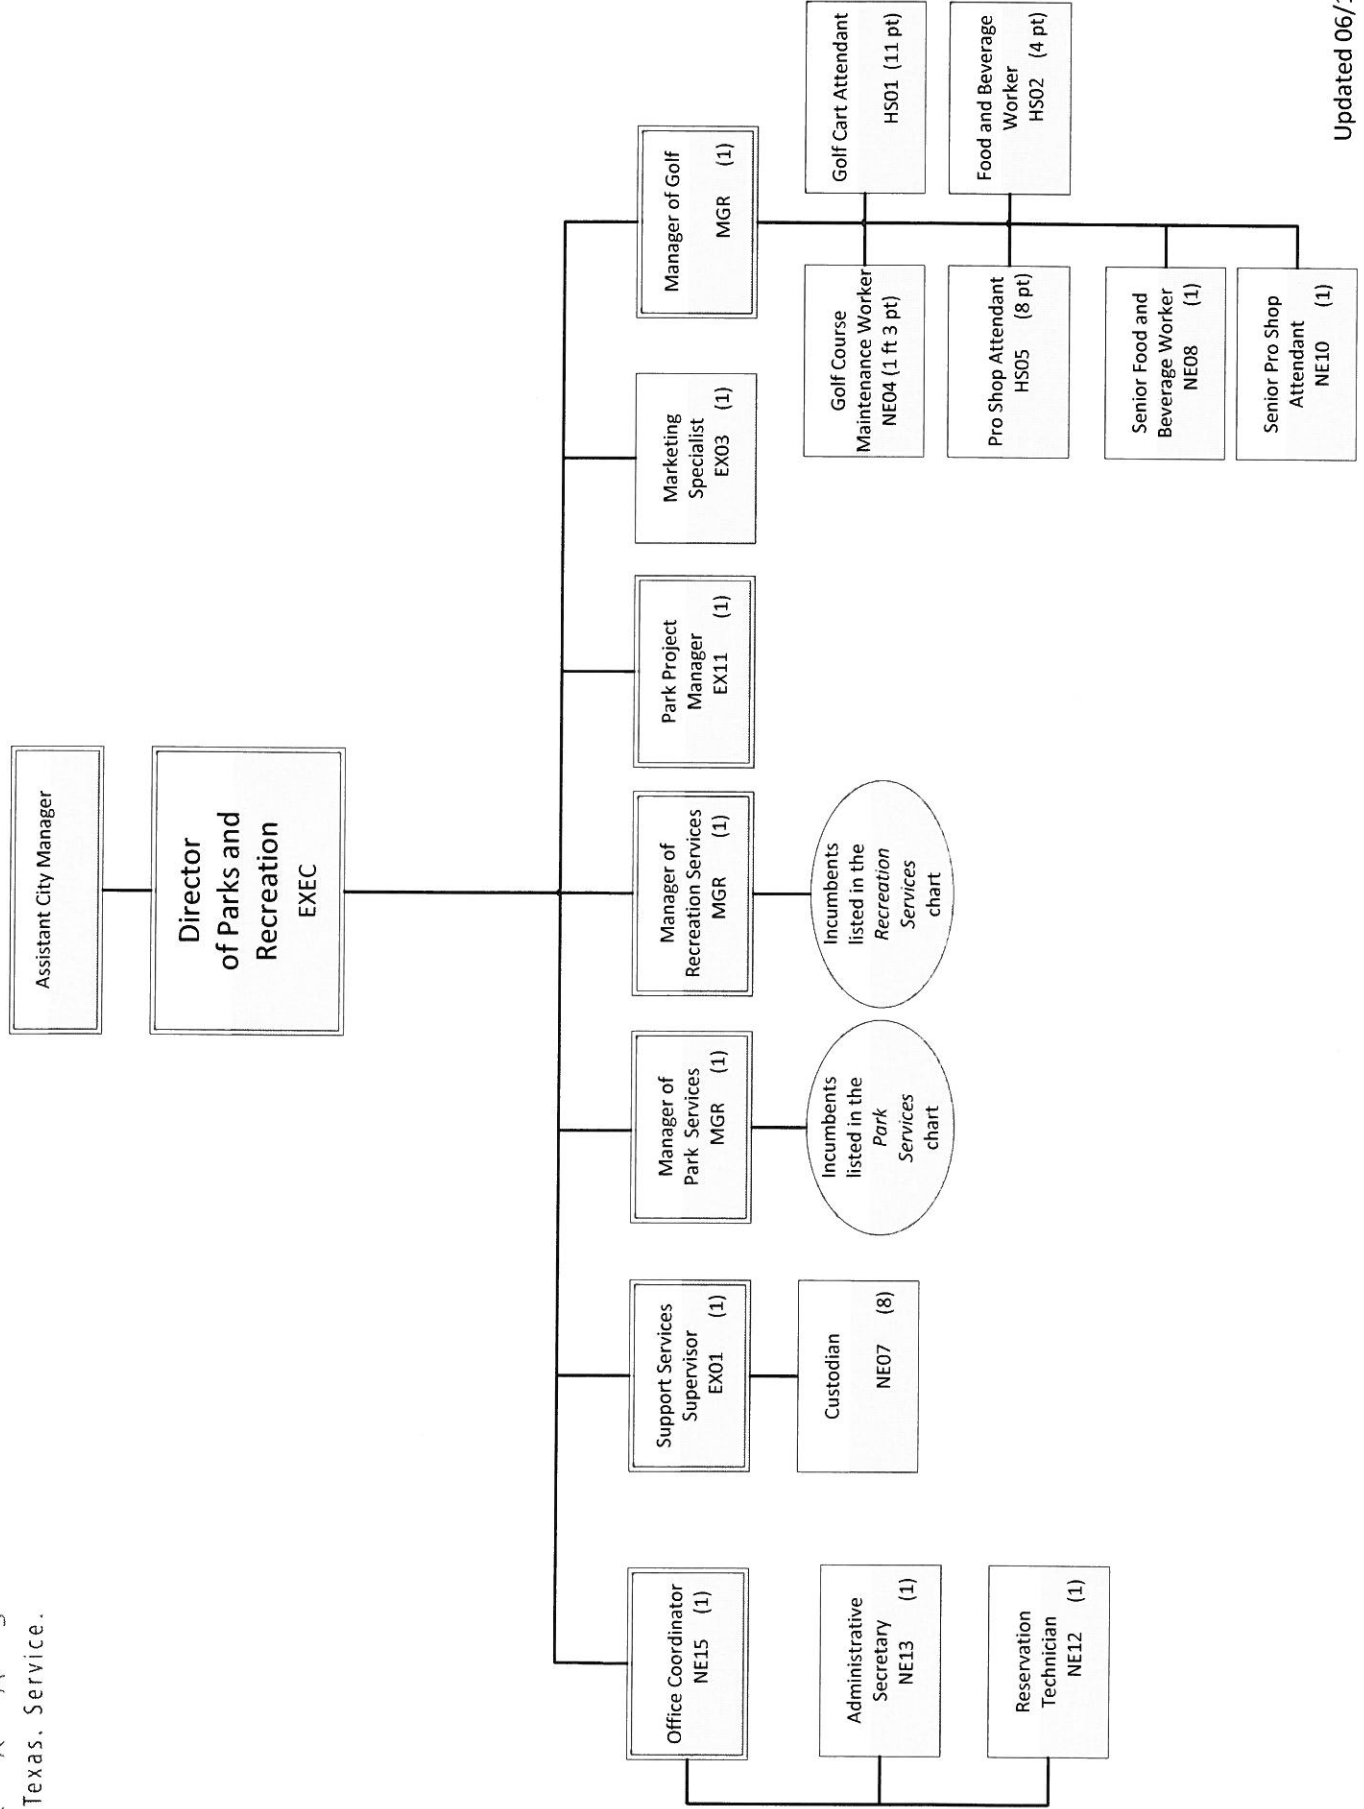 Texas. Service.
Assistant City Manager
Director
of Parks and
Recreation
EXEC
Office Coordinator
NE15 (1)
Administrative
Secretary
NE13 (1)
Reservation
Technician
NE12 (1)
Support Services
Supervisor
EX01 (1)
Custodian
NE07 (8)
Manager of
Park Services
MGR (1)
Incumbents
listed in the
Park
Services
chart
Manager of
Recreation Services
MGR (1)
Incumbents
listed in the
Recreation
Services
chart
Park Project
Manager
EX11 (1)
Marketing
Specialist
EX03 (1)
Manager of Golf
MGR (1)
Golf Course
Maintenance Worker
NE04 (1 ft 3 pt)
Golf Cart Attendant
HS01 (11 pt)
Pro Shop Attendant
HS05 (8 pt)
Food and Beverage
Worker
HS02 (4 pt)
Senior Food and
Beverage Worker
NE08 (1)
Senior Pro Shop
Attendant
NE10 (1)
Updated 06/